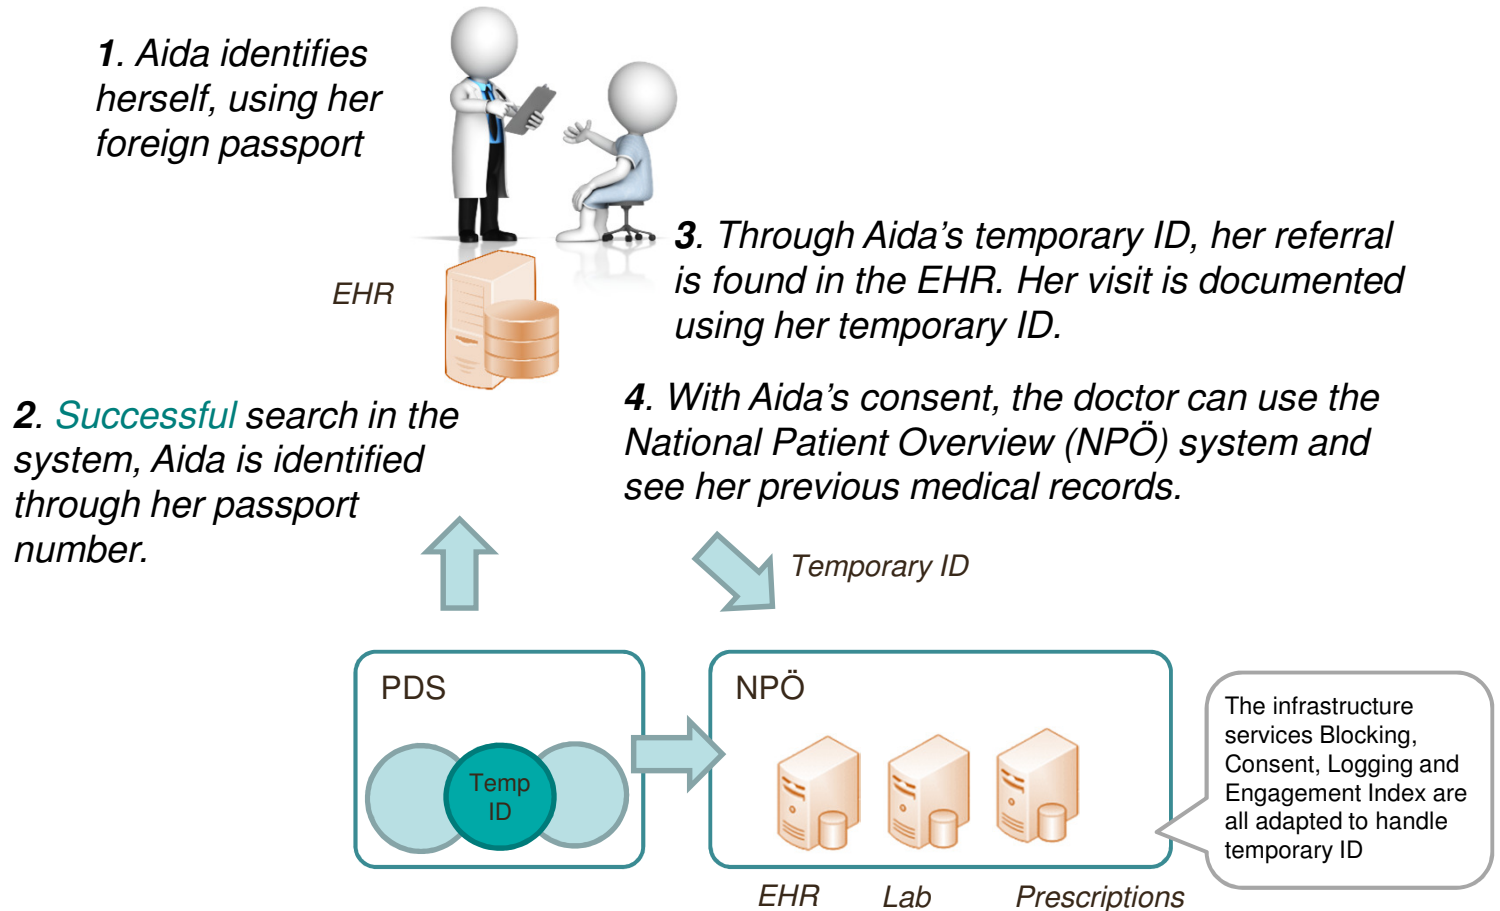 1. Aida identifies
herself, using her
foreign passport
EHR
3. Through Aida’s temporary ID, her referral
is found in the EHR. Her visit is documented
using her temporary ID.
2. Successful search in the
system, Aida is identified
through her passport
number.
4. With Aida’s consent, the doctor can use the
National Patient Overview (NPÖ) system and
see her previous medical records.
Temporary ID
PDS
Temp
ID
NPÖ
EHR
Lab
Prescriptions
The infrastructure
services Blocking,
Consent, Logging and
Engagement Index are
all adapted to handle
temporary ID